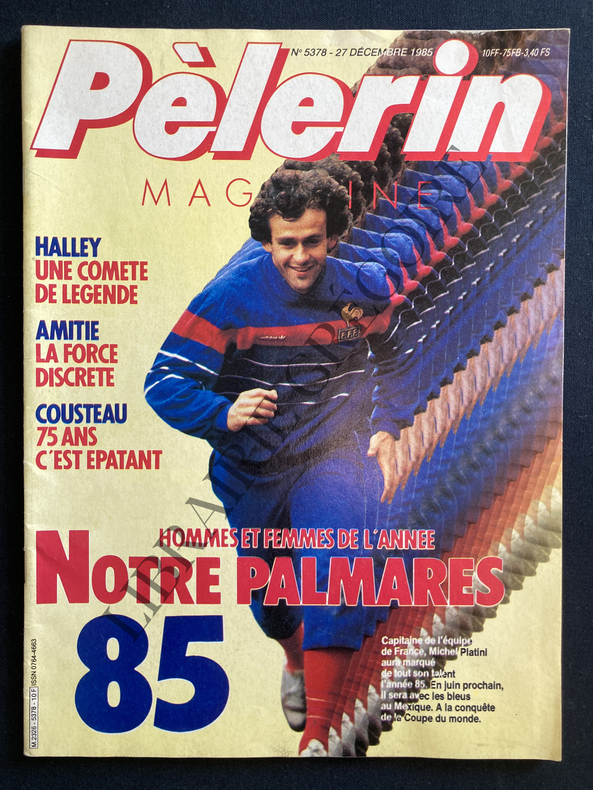 N° 5378 - 27 DÉCEMBRE 1985
10FF-75FB-3,40 FS
Pèlerin
MAGAZINE
HALLEY
UNE COMETE
DE LEGENDE
AMITIE
LA FORCE
DISCRETE
COUSTEAU
75 ANS
C'EST EPATANT
HOMMES ET FEMMES DE L'ANNEE
NOTRE PALMARES
85
Capitaine de l'équipe
de France, Michel Platini
aura marqué
de tout son talent
l'année 85. En juin prochain,
il sera avec les bleus
au Mexique. A la conquête
de la Coupe du monde.
M 2326 - 5378 - 10 F
ISSN 0764-4663
F.F.F.